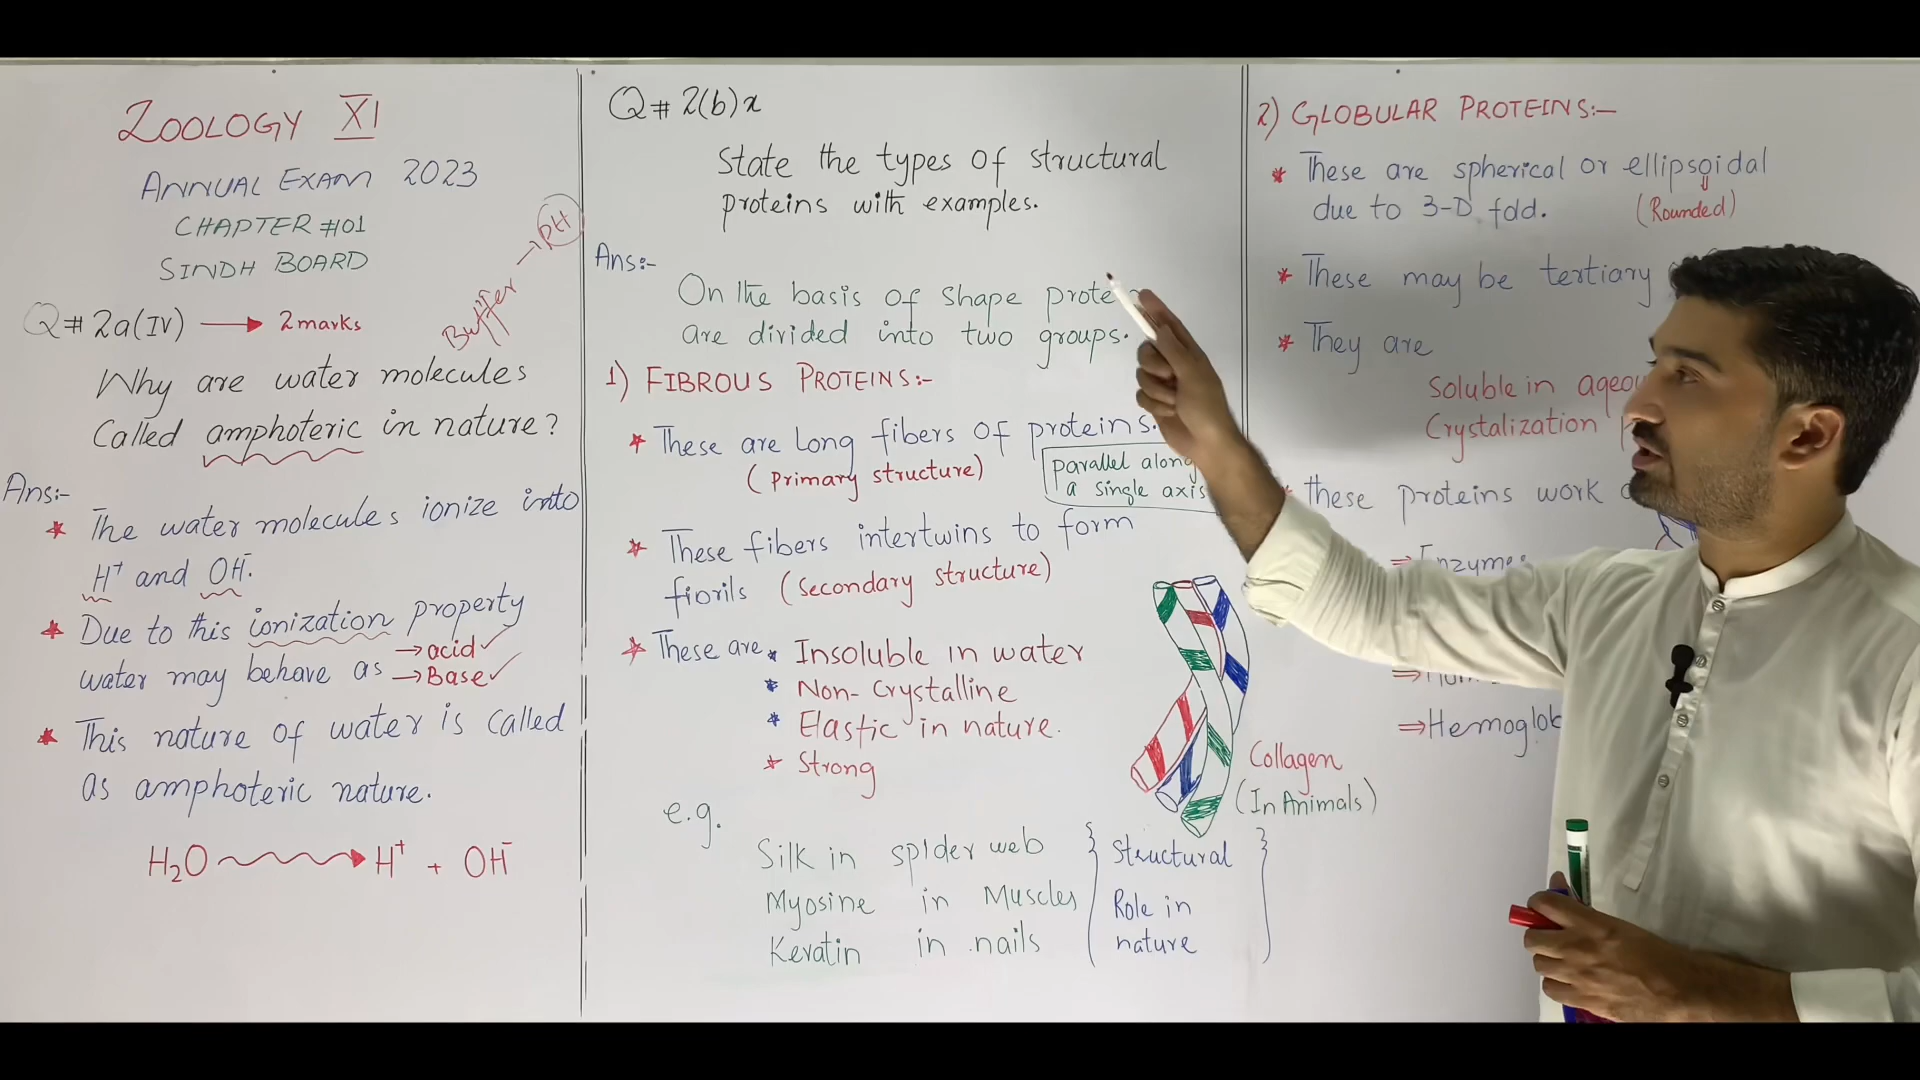 ZOOLOGY XI
ANNUAL EXAM 2023
CHAPTER #01
SINDH BOARD
Buffer → PH
Q# 2a(IV) → 2 marks
Why are water molecules
Called amphoteric in nature?
Ans:-
* The water molecules ionize into
H⁺ and OH⁻.
* Due to this ionization property
water may behave as → acid ✓
→ Base ✓
* This nature of water is called
as amphoteric nature.
H₂O → H⁺ + OH⁻
Q# 2(b)x
State the types of structural
proteins with examples.
Ans:-
On the basis of shape prote
are divided into two groups.
1) FIBROUS PROTEINS:-
* These are long fibers of proteins.
(primary structure)
parallel along
a single axis
* These fibers intertwins to form
fiorils (secondary structure)
* These are * Insoluble in water
* Non-Crystalline
* Elastic in nature.
* Strong
Collagen
(In Animals)
e.g.
Silk in spider web
Myosine in Muscles
Keratin in nails
{ Structural
Role in
nature }
2) GLOBULAR PROTEINS:-
* These are spherical or ellipsoidal
due to 3-D fold. (Rounded)
* These may be tertiary
* They are
Soluble in aqeou
Crystalization
* These proteins work
⇒ Enzymes
⇒ Hemoglob